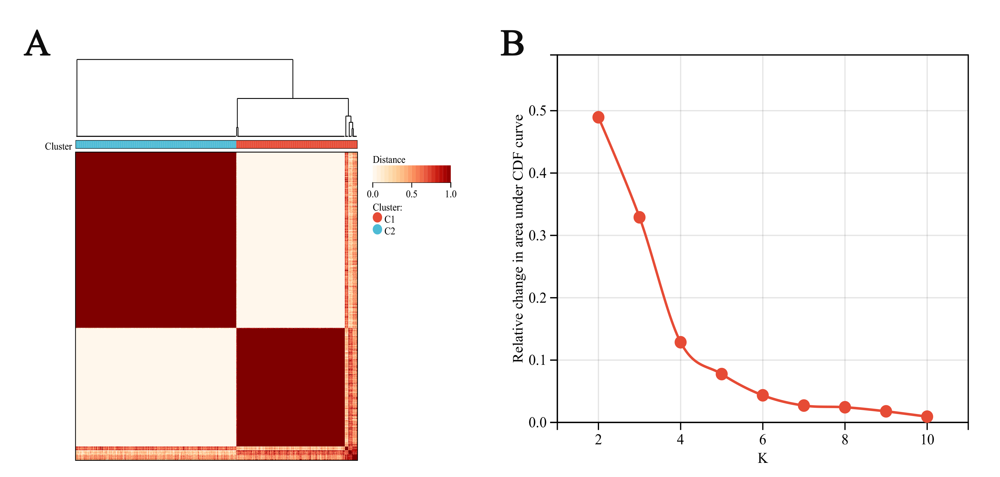 A
Cluster
Distance
0.0 0.5 1.0
Cluster:
C1
C2
B
Relative change in area under CDF curve
0.5
0.4
0.3
0.2
0.1
0.0
2 4 6 8 10
K